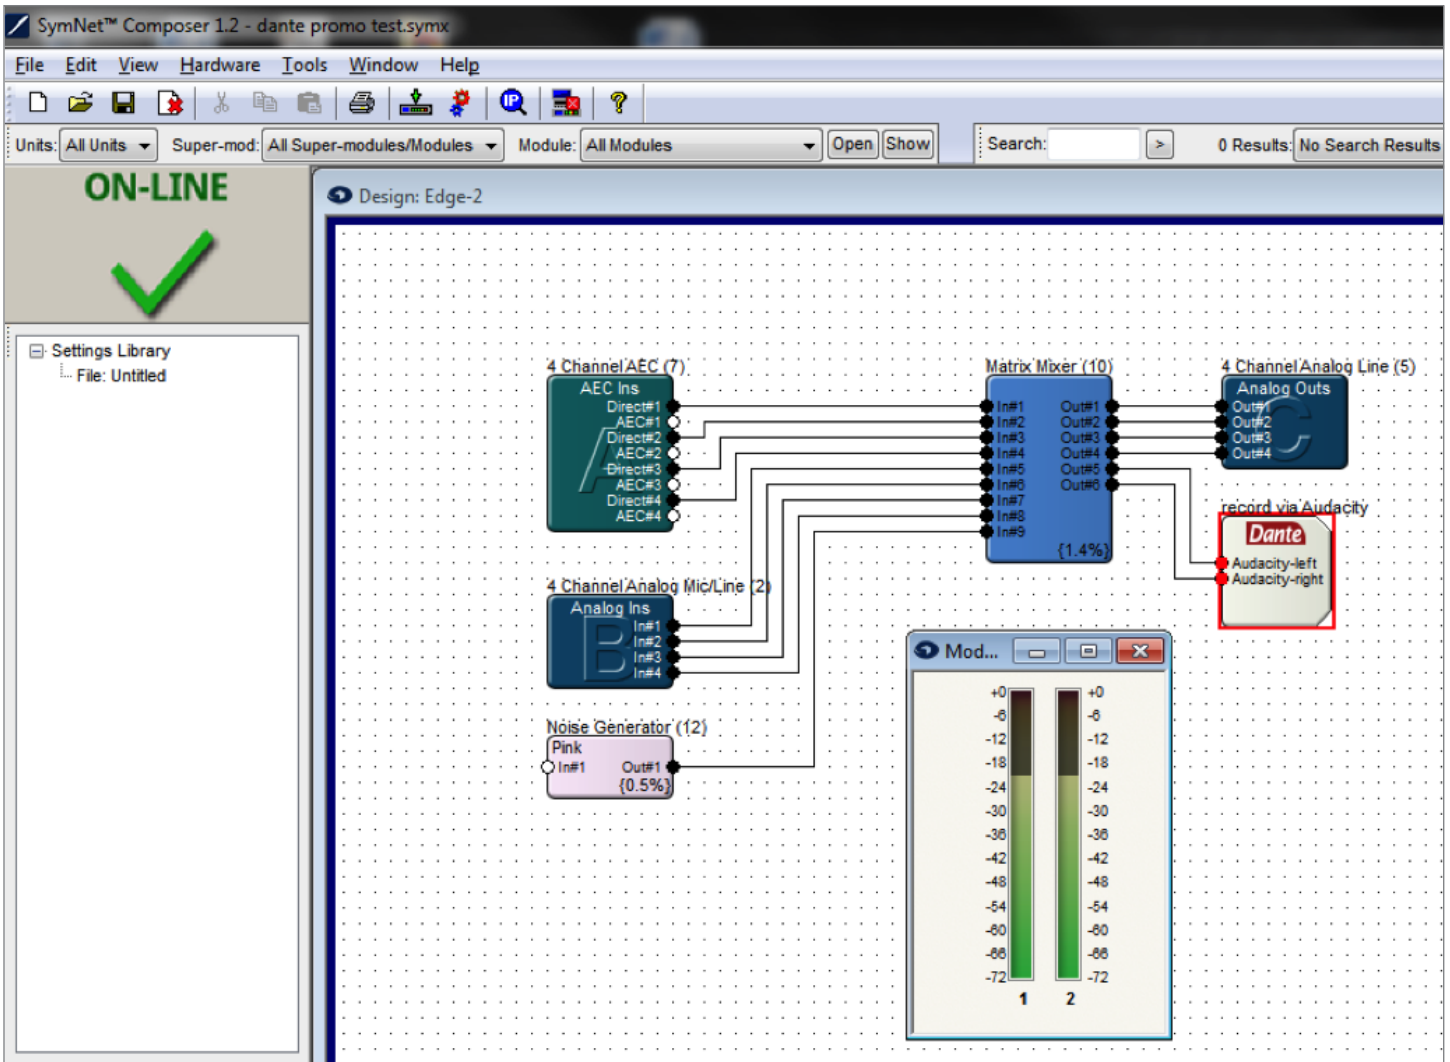 SymNet™ Composer 1.2 - dante promo test.symx
File Edit View Hardware Tools Window Help
IP ?
Units: All Units Super-mod: All Super-modules/Modules Module: All Modules Open Show Search: > 0 Results: No Search Results
ON-LINE
Design: Edge-2
Settings Library
File: Untitled
4 Channel AEC (7)
AEC Ins
A
Direct#1
AEC#1
Direct#2
AEC#2
Direct#3
AEC#3
Direct#4
AEC#4
Matrix Mixer (10)
In#1 Out#1
In#2 Out#2
In#3 Out#3
In#4 Out#4
In#5 Out#5
In#6 Out#6
In#7
In#8
In#9
{1.4%}
4 Channel Analog Line (5)
Analog Outs
C
Out#1
Out#2
Out#3
Out#4
record via Audacity
Dante
Audacity-left
Audacity-right
4 Channel Analog Mic/Line (2)
Analog Ins
B
In#1
In#2
In#3
In#4
Noise Generator (12)
Pink
In#1 Out#1
{0.5%}
Mod...
+0 +0
-6 -6
-12 -12
-18 -18
-24 -24
-30 -30
-36 -36
-42 -42
-48 -48
-54 -54
-60 -60
-66 -66
-72 -72
1 2